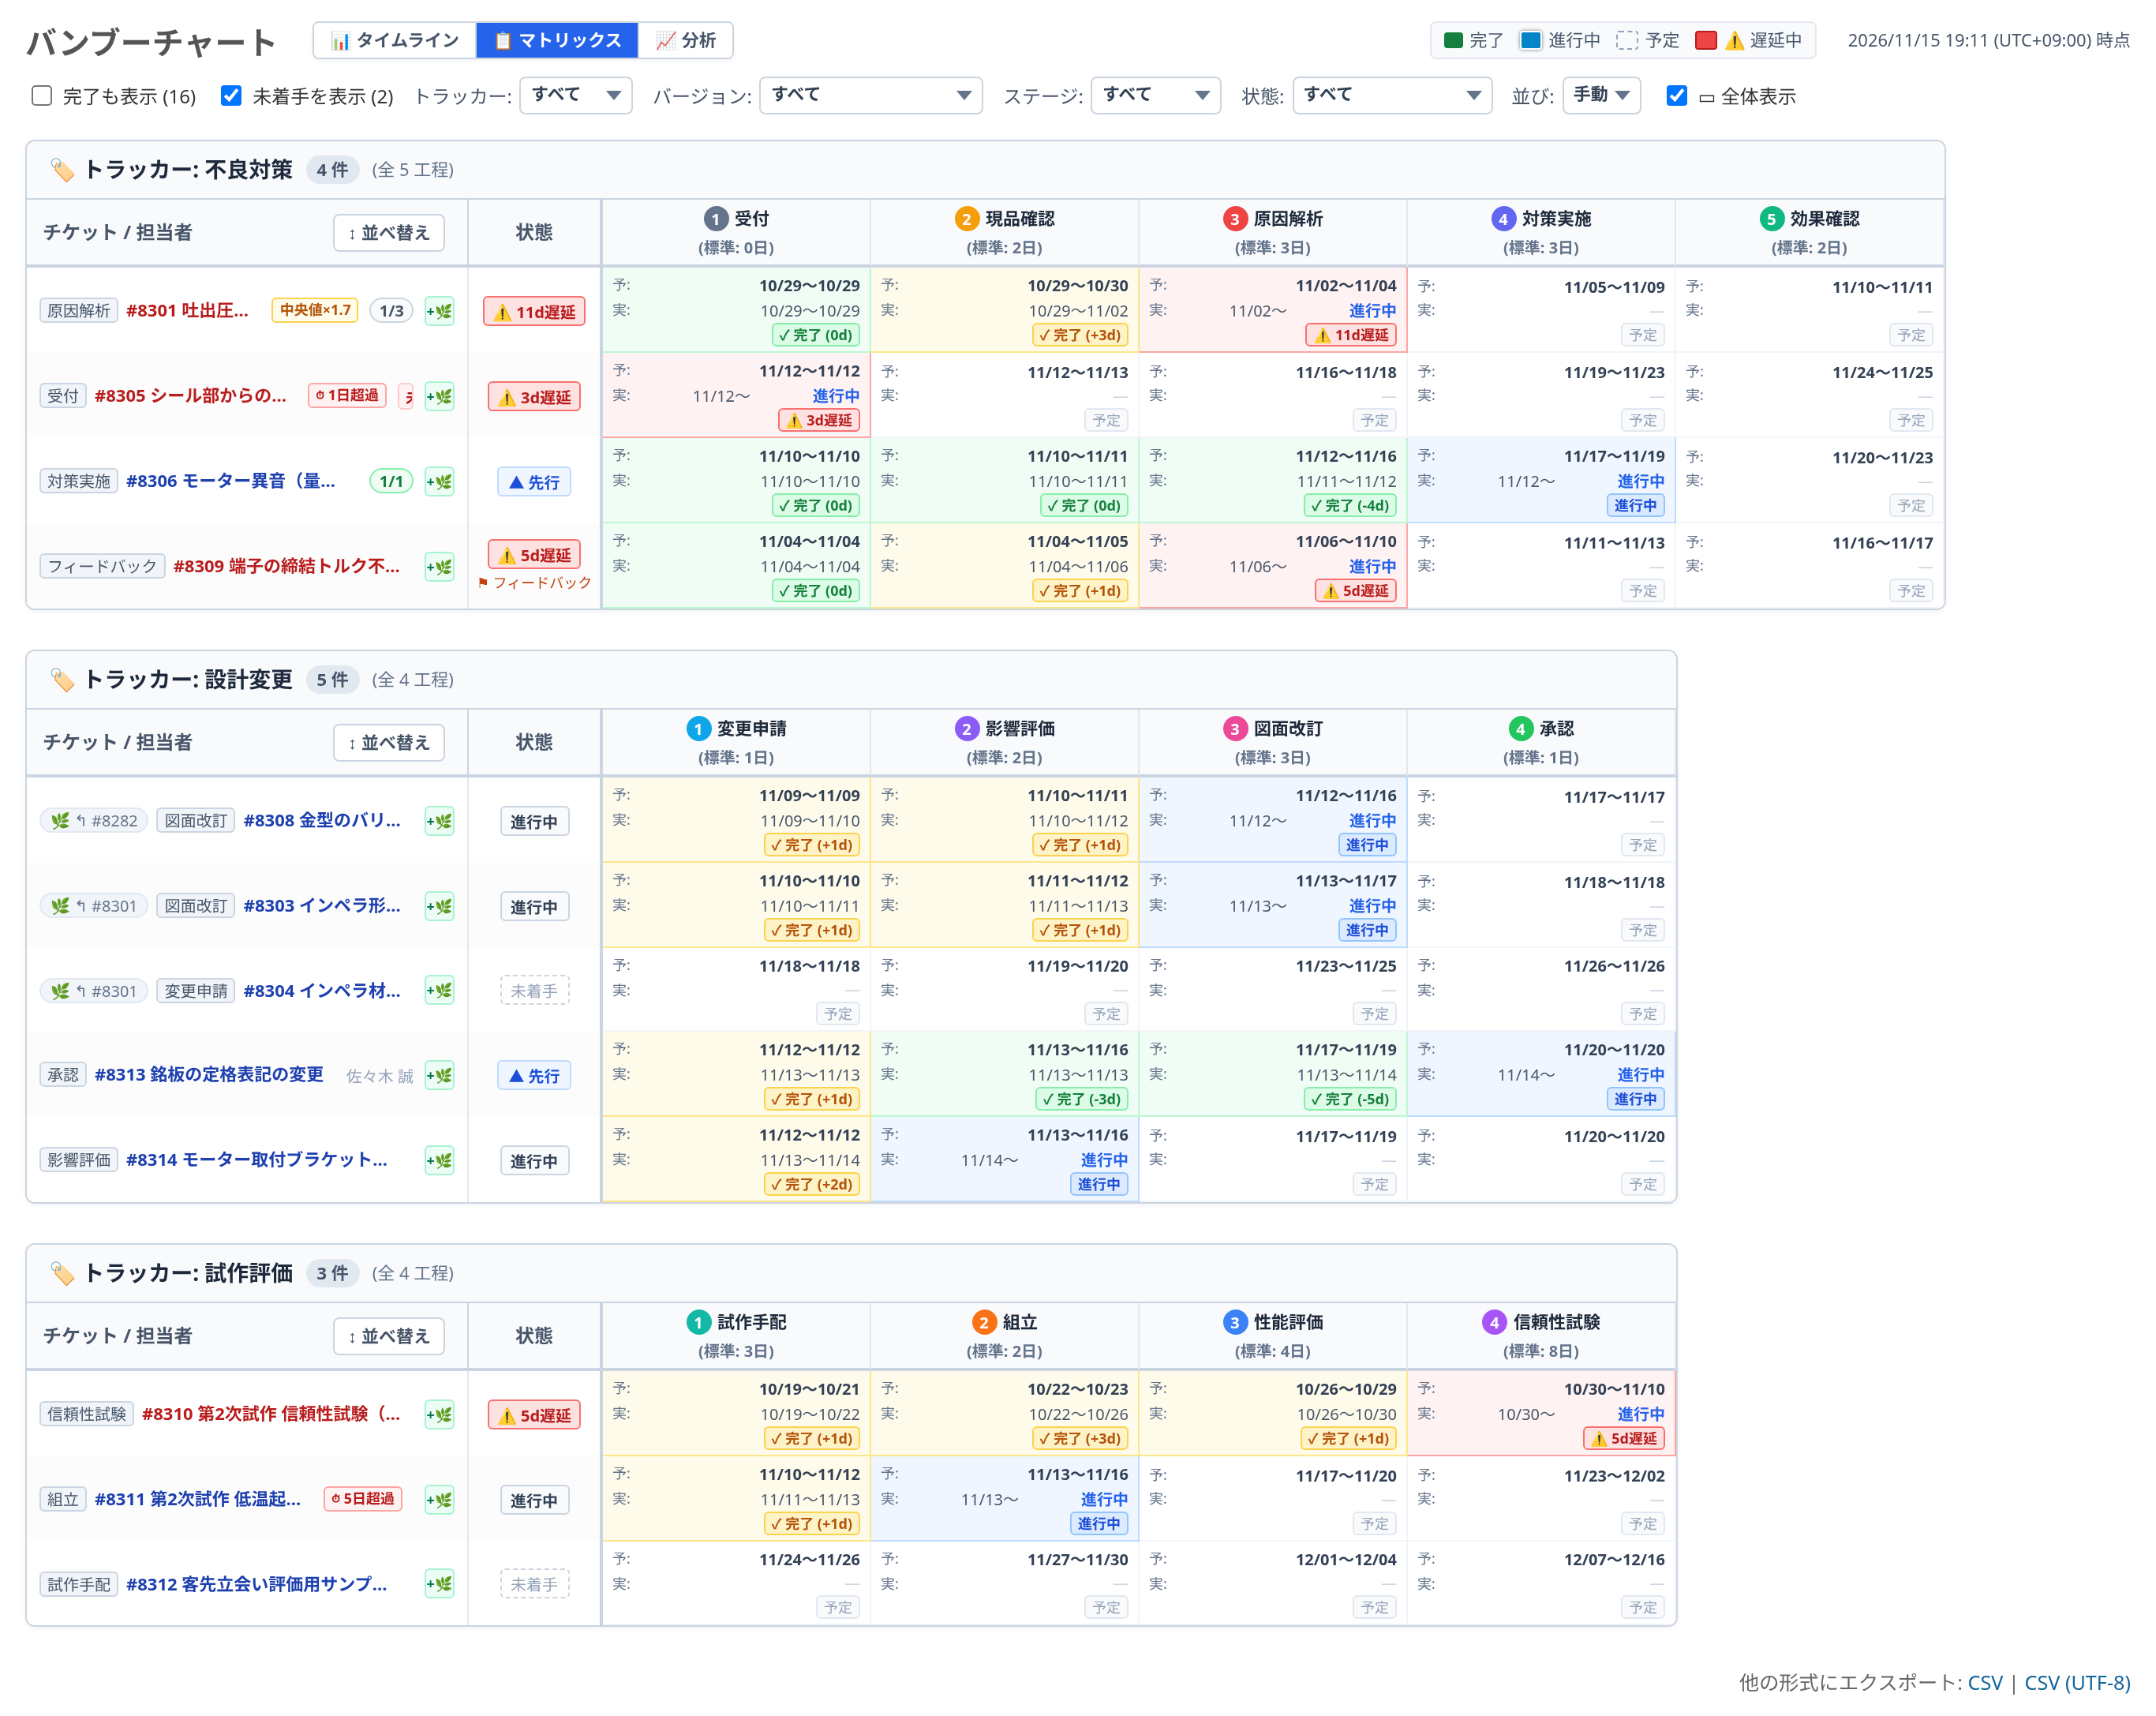 バンブーチャート 📊 タイムライン 📋 マトリックス 📈 分析 完了 進行中 予定 ⚠️ 遅延中 2026/11/15 19:11 (UTC+09:00) 時点
完了も表示 (16) 未着手を表示 (2) トラッカー: すべて バージョン: すべて ステージ: すべて 状態: すべて 並び: 手動 ▭ 全体表示
🏷️ トラッカー: 不良対策 4 件 (全 5 工程)
チケット / 担当者 ↕ 並べ替え 状態 1 受付 2 現品確認 3 原因解析 4 対策実施 5 効果確認
(標準: 0日) (標準: 2日) (標準: 3日) (標準: 3日) (標準: 2日)
予: 10/29〜10/29 予: 10/29〜10/30 予: 11/02〜11/04 予: 11/05〜11/09 予: 11/10〜11/11
原因解析 #8301 吐出圧… 中央値×1.7 1/3 +🌿 ⚠️ 11d遅延 実: 10/29〜10/29 実: 10/29〜11/02 実: 11/02〜 進行中 実: — 実: —
✓ 完了 (0d) ✓ 完了 (+3d) ⚠️ 11d遅延 予定 予定
予: 11/12〜11/12 予: 11/12〜11/13 予: 11/16〜11/18 予: 11/19〜11/23 予: 11/24〜11/25
受付 #8305 シール部からの… ⏱ 1日超過 +🌿 ⚠️ 3d遅延 実: 11/12〜 進行中 実: — 実: — 実: — 実: —
⚠️ 3d遅延 予定 予定 予定 予定
予: 11/10〜11/10 予: 11/10〜11/11 予: 11/12〜11/16 予: 11/17〜11/19 予: 11/20〜11/23
対策実施 #8306 モーター異音（量… 1/1 +🌿 ▲ 先行 実: 11/10〜11/10 実: 11/10〜11/11 実: 11/11〜11/12 実: 11/12〜 進行中 実: —
✓ 完了 (0d) ✓ 完了 (0d) ✓ 完了 (-4d) 進行中 予定
予: 11/04〜11/04 予: 11/04〜11/05 予: 11/06〜11/10 予: 11/11〜11/13 予: 11/16〜11/17
フィードバック #8309 端子の締結トルク不… +🌿 ⚠️ 5d遅延 実: 11/04〜11/04 実: 11/04〜11/06 実: 11/06〜 進行中 実: — 実: —
⚑ フィードバック ✓ 完了 (0d) ✓ 完了 (+1d) ⚠️ 5d遅延 予定 予定
🏷️ トラッカー: 設計変更 5 件 (全 4 工程)
チケット / 担当者 ↕ 並べ替え 状態 1 変更申請 2 影響評価 3 図面改訂 4 承認
(標準: 1日) (標準: 2日) (標準: 3日) (標準: 1日)
予: 11/09〜11/09 予: 11/10〜11/11 予: 11/12〜11/16 予: 11/17〜11/17
🌿 ↰ #8282 図面改訂 #8308 金型のバリ… +🌿 進行中 実: 11/09〜11/10 実: 11/10〜11/12 実: 11/12〜 進行中 実: —
✓ 完了 (+1d) ✓ 完了 (+1d) 進行中 予定
予: 11/10〜11/10 予: 11/11〜11/12 予: 11/13〜11/17 予: 11/18〜11/18
🌿 ↰ #8301 図面改訂 #8303 インペラ形… +🌿 進行中 実: 11/10〜11/11 実: 11/11〜11/13 実: 11/13〜 進行中 実: —
✓ 完了 (+1d) ✓ 完了 (+1d) 進行中 予定
予: 11/18〜11/18 予: 11/19〜11/20 予: 11/23〜11/25 予: 11/26〜11/26
🌿 ↰ #8301 変更申請 #8304 インペラ材… +🌿 未着手 実: — 実: — 実: — 実: —
予定 予定 予定 予定
予: 11/12〜11/12 予: 11/13〜11/16 予: 11/17〜11/19 予: 11/20〜11/20
承認 #8313 銘板の定格表記の変更 佐々木 誠 +🌿 ▲ 先行 実: 11/13〜11/13 実: 11/13〜11/13 実: 11/13〜11/14 実: 11/14〜 進行中
✓ 完了 (+1d) ✓ 完了 (-3d) ✓ 完了 (-5d) 進行中
予: 11/12〜11/12 予: 11/13〜11/16 予: 11/17〜11/19 予: 11/20〜11/20
影響評価 #8314 モーター取付ブラケット… +🌿 進行中 実: 11/13〜11/14 実: 11/14〜 進行中 実: — 実: —
✓ 完了 (+2d) 進行中 予定 予定
🏷️ トラッカー: 試作評価 3 件 (全 4 工程)
チケット / 担当者 ↕ 並べ替え 状態 1 試作手配 2 組立 3 性能評価 4 信頼性試験
(標準: 3日) (標準: 2日) (標準: 4日) (標準: 8日)
予: 10/19〜10/21 予: 10/22〜10/23 予: 10/26〜10/29 予: 10/30〜11/10
信頼性試験 #8310 第2次試作 信頼性試験（… +🌿 ⚠️ 5d遅延 実: 10/19〜10/22 実: 10/22〜10/26 実: 10/26〜10/30 実: 10/30〜 進行中
✓ 完了 (+1d) ✓ 完了 (+3d) ✓ 完了 (+1d) ⚠️ 5d遅延
予: 11/10〜11/12 予: 11/13〜11/16 予: 11/17〜11/20 予: 11/23〜12/02
組立 #8311 第2次試作 低温起… ⏱ 5日超過 +🌿 進行中 実: 11/11〜11/13 実: 11/13〜 進行中 実: — 実: —
✓ 完了 (+1d) 進行中 予定 予定
予: 11/24〜11/26 予: 11/27〜11/30 予: 12/01〜12/04 予: 12/07〜12/16
試作手配 #8312 客先立会い評価用サンプ… +🌿 未着手 実: — 実: — 実: — 実: —
予定 予定 予定 予定
他の形式にエクスポート: CSV | CSV (UTF-8)